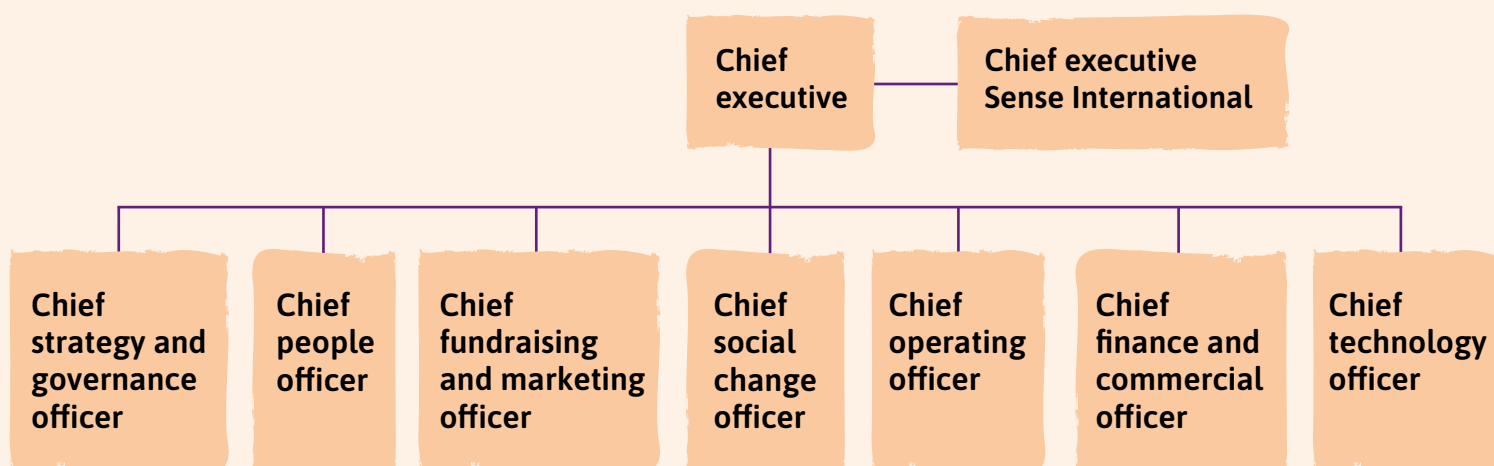 Chief
executive
Chief executive
Sense International
Chief
strategy and
governance
officer
Chief
people
officer
Chief
fundraising
and marketing
officer
Chief
social
change
officer
Chief
operating
officer
Chief
finance and
commercial
officer
Chief
technology
officer